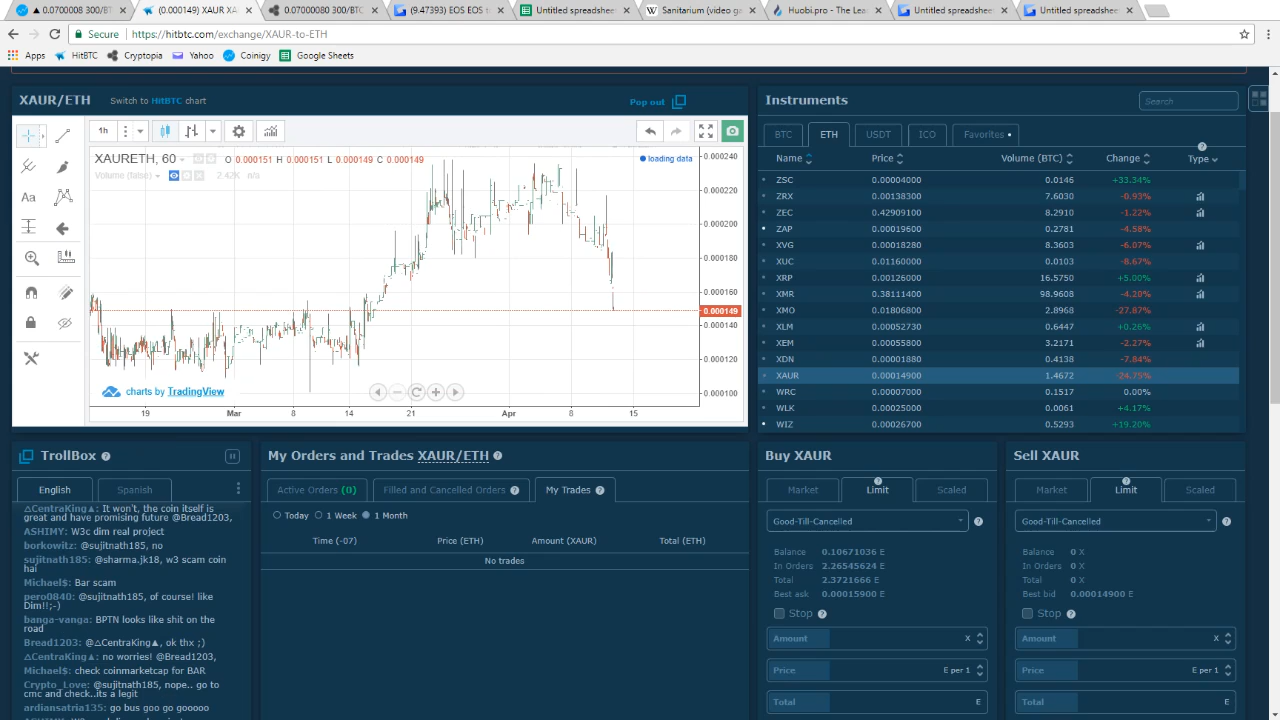 ▲0.0700008 300/BT
(0.000149) XAUR XA
0.07000080 300/BTC
(9.47393) EOS EOS t
Untitled spreadshee
Sanitarium (video ga
Huobi.pro - The Lea
Untitled spreadshee
Untitled spreadshee
Secure https://hitbtc.com/exchange/XAUR-to-ETH
Apps HitBTC Cryptopia Yahoo Coinigy Google Sheets
XAUR/ETH Switch to HitBTC chart Pop out
1h
XAURETH, 60 O 0.000151 H 0.000151 L 0.000149 C 0.000149 loading data
Volume (false) 2.42K n/a
0.000240
0.000220
0.000200
0.000180
0.000160
0.000149
0.000140
0.000120
0.000100
charts by TradingView
19 Mar 8 14 21 Apr 8 15
Instruments Search
BTC ETH USDT ICO Favorites •
Name Price Volume (BTC) Change Type
ZSC 0.00004000 0.0146 +33.34%
ZRX 0.00138300 7.6030 -0.93%
ZEC 0.42909100 8.2910 -1.22%
ZAP 0.00019600 0.2781 -4.58%
XVG 0.00018280 8.3603 -6.07%
XUC 0.01160000 0.0103 -8.67%
XRP 0.00126000 16.5750 +5.00%
XMR 0.38111400 98.9608 -4.20%
XMO 0.01806800 2.8968 -27.87%
XLM 0.00052730 0.6447 +0.26%
XEM 0.00055800 3.2171 -2.27%
XDN 0.00001880 0.4138 -7.84%
XAUR 0.00014900 1.4672 -24.75%
WRC 0.00007000 0.1517 0.00%
WLK 0.00025000 0.0061 +4.17%
WIZ 0.00026700 0.5293 +19.20%
TrollBox ?
English Spanish
⚠CentraKing▲: It won't, the coin itself is
great and have promising future @Bread1203,
ASHIMY: W3c dim real project
borkowitz: @sujitnath185, no
sujitnath185: @sharma.jk18, w3 scam coin
hai
Michael$: Bar scam
pero0840: @sujitnath185, of course! like
Dim!!;-)
banga-vanga: BPTN looks like shit on the
road
Bread1203: @⚠CentraKing▲, ok thx ;)
⚠CentraKing▲: no worries! @Bread1203,
Michael$: check coinmarketcap for BAR
Crypto_Love: @sujitnath185, nope.. go to
cmc and check..its a legit
ardiansatria135: go bus goo go gooooo
My Orders and Trades XAUR/ETH ?
Active Orders (0) Filled and Cancelled Orders ? My Trades ?
Today 1 Week 1 Month
Time (-07) Price (ETH) Amount (XAUR) Total (ETH)
No trades
Buy XAUR
Market Limit Scaled
Good-Till-Cancelled ?
Balance 0.10671036 E
In Orders 2.26545624 E
Total 2.3721666 E
Best ask 0.00015900 E
Stop ?
Amount X
Price E per 1
Total E
Sell XAUR
Market Limit Scaled
Good-Till-Cancelled ?
Balance 0 X
In Orders 0 X
Total 0 X
Best bid 0.00014900 E
Stop ?
Amount X
Price E per 1
Total E